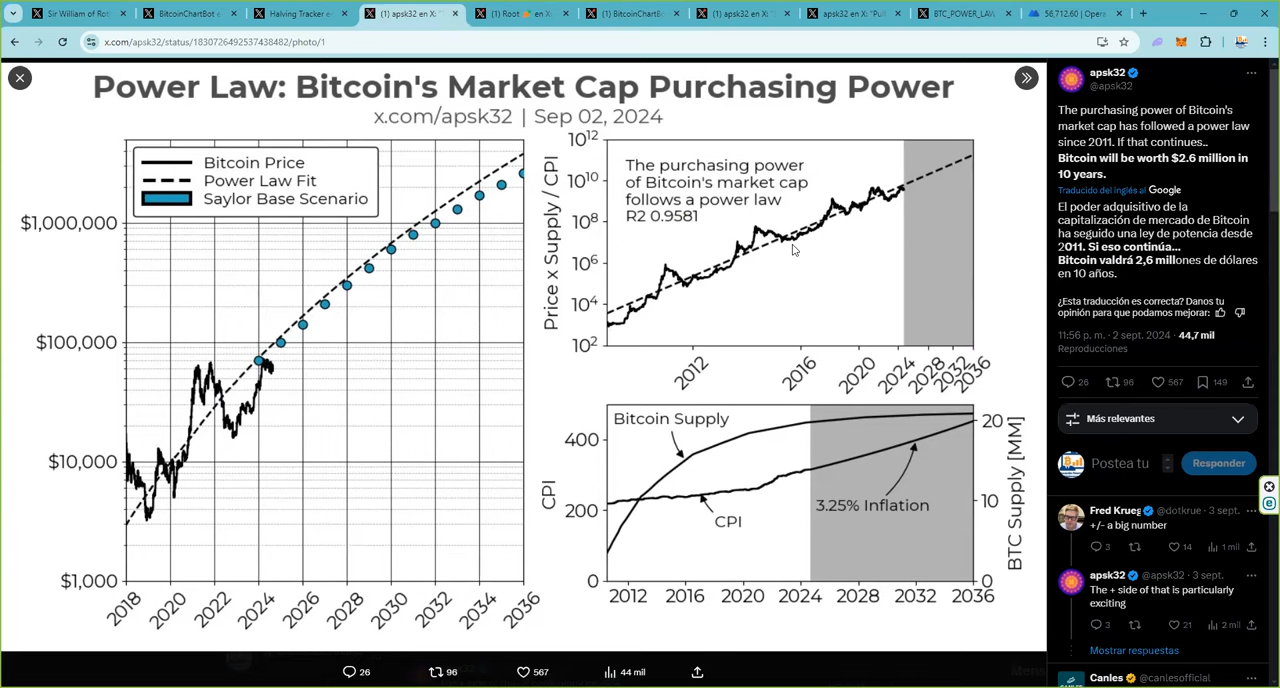 Sir William of Rot
BitcoinChartBot e
Halving Tracker e
(1) apsk32 en X: "
(1) Root en X
(1) BitcoinChartBo
(1) apsk32 en X: "
apsk32 en X: "Pull
BTC_POWER_LAW
56,712.60 | Opera
x.com/apsk32/status/1830726492537438482/photo/1
Power Law: Bitcoin's Market Cap Purchasing Power
x.com/apsk32 | Sep 02, 2024
Bitcoin Price
Power Law Fit
Saylor Base Scenario
$1,000,000
$100,000
$10,000
$1,000
2018
2020
2022
2024
2026
2028
2030
2032
2034
2036
Price x Supply / CPI
10¹²
10¹⁰
10⁸
10⁶
10⁴
10²
The purchasing power
of Bitcoin's market cap
follows a power law
R2 0.9581
2012
2016
2020
2024
2028
2032
2036
CPI
400
200
0
Bitcoin Supply
CPI
3.25% Inflation
20
10
0
BTC Supply [MM]
2012
2016
2020
2024
2028
2032
2036
26
96
567
44 mil
apsk32
@apsk32
The purchasing power of Bitcoin's
market cap has followed a power law
since 2011. If that continues..
Bitcoin will be worth $2.6 million in
10 years.
Traducido del inglés al Google
El poder adquisitivo de la
capitalización de mercado de Bitcoin
ha seguido una ley de potencia desde
2011. Si eso continúa...
Bitcoin valdrá 2,6 millones de dólares
en 10 años.
¿Esta traducción es correcta? Danos tu
opinión para que podamos mejorar:
11:56 p. m. · 2 sept. 2024 · 44,7 mil
Reproducciones
26
96
567
149
Más relevantes
Postea tu
Responder
Fred Krueg @dotkrue · 3 sept.
+/- a big number
3
14
1 mil
apsk32 @apsk32 · 3 sept.
The + side of that is particularly
exciting
3
21
2 mil
Mostrar respuestas
Canles @canlesofficial